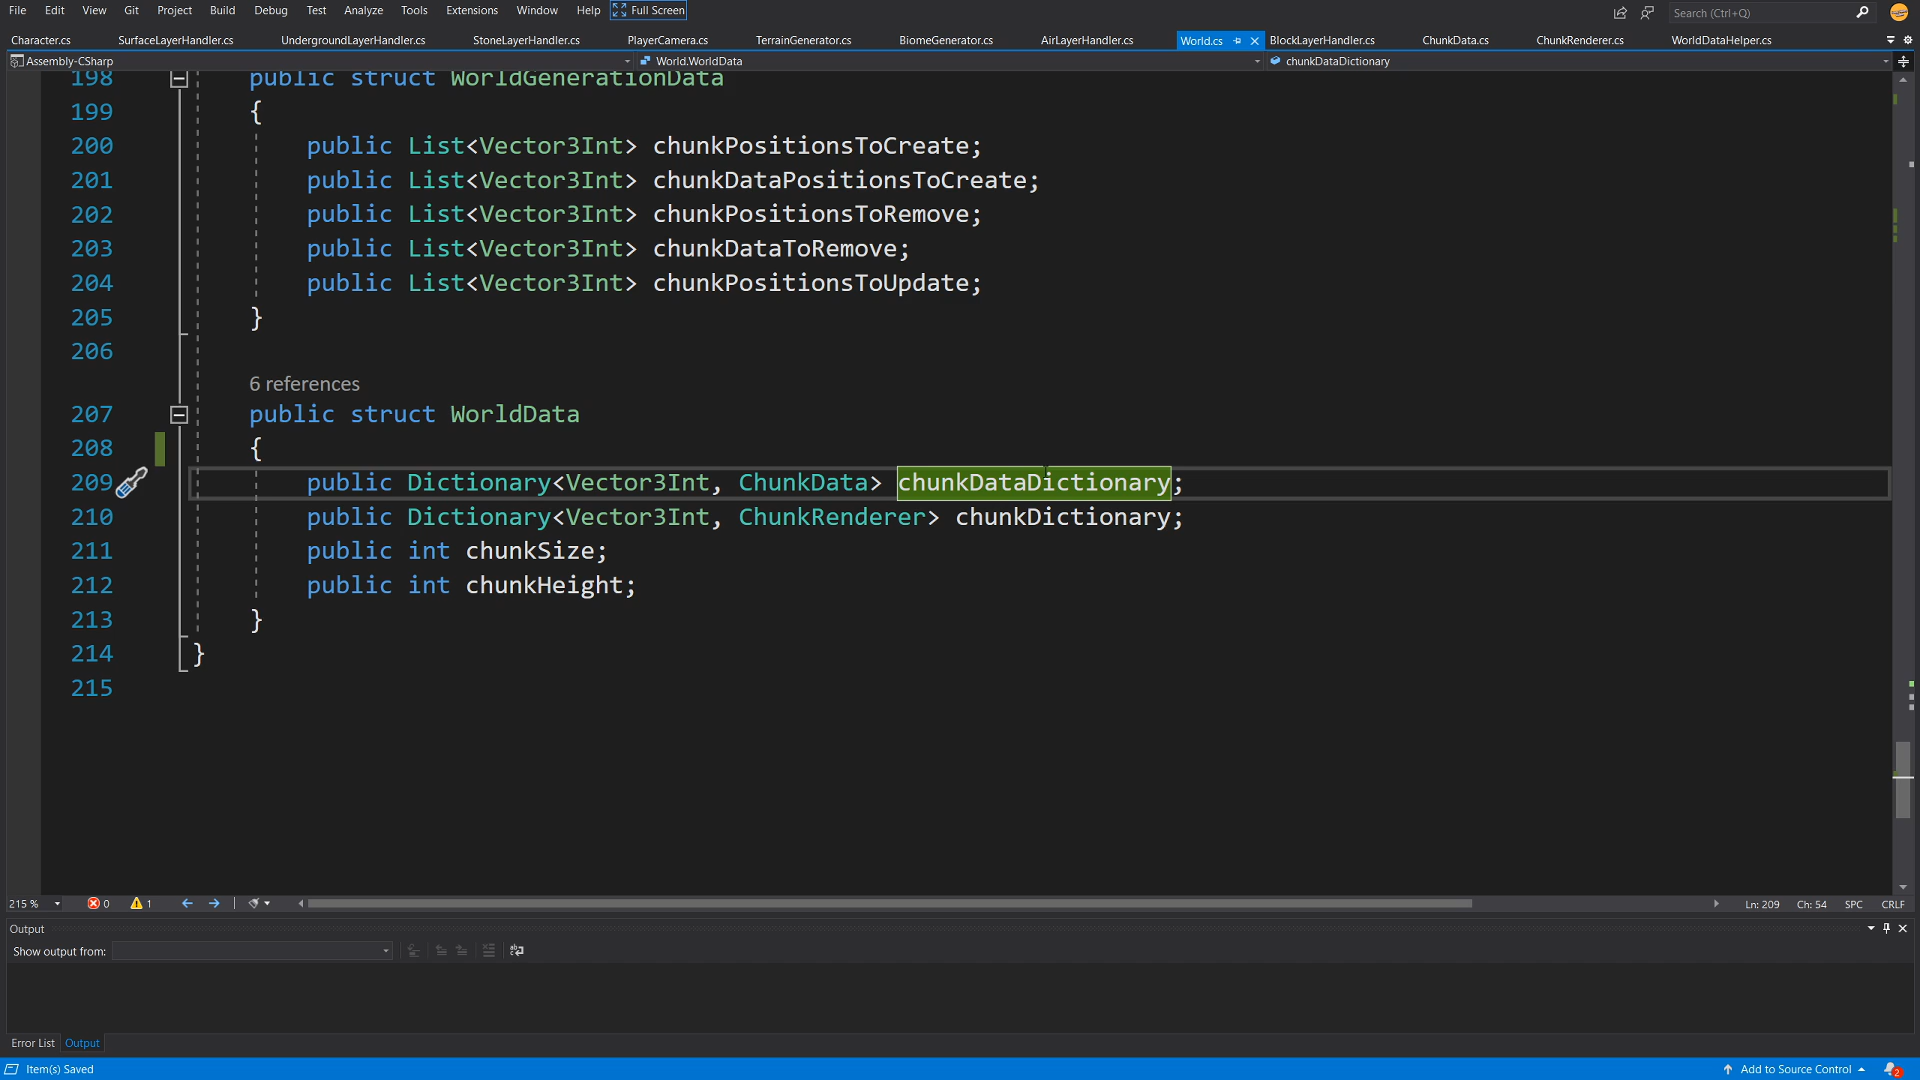 File Edit View Git Project Build Debug Test Analyze Tools Extensions Window Help Full Screen Search (Ctrl+Q)
Character.cs SurfaceLayerHandler.cs UndergroundLayerHandler.cs StoneLayerHandler.cs PlayerCamera.cs TerrainGenerator.cs BiomeGenerator.cs AirLayerHandler.cs World.cs BlockLayerHandler.cs ChunkData.cs ChunkRenderer.cs WorldDataHelper.cs
Assembly-CSharp World.WorldData chunkDataDictionary
198 public struct WorldGenerationData
199 {
200 public List<Vector3Int> chunkPositionsToCreate;
201 public List<Vector3Int> chunkDataPositionsToCreate;
202 public List<Vector3Int> chunkPositionsToRemove;
203 public List<Vector3Int> chunkDataToRemove;
204 public List<Vector3Int> chunkPositionsToUpdate;
205 }
206
6 references
207 public struct WorldData
208 {
209 public Dictionary<Vector3Int, ChunkData> chunkDataDictionary;
210 public Dictionary<Vector3Int, ChunkRenderer> chunkDictionary;
211 public int chunkSize;
212 public int chunkHeight;
213 }
214 }
215
215 % 0 1 Ln: 209 Ch: 54 SPC CRLF
Output
Show output from:
Error List Output
Item(s) Saved Add to Source Control 2